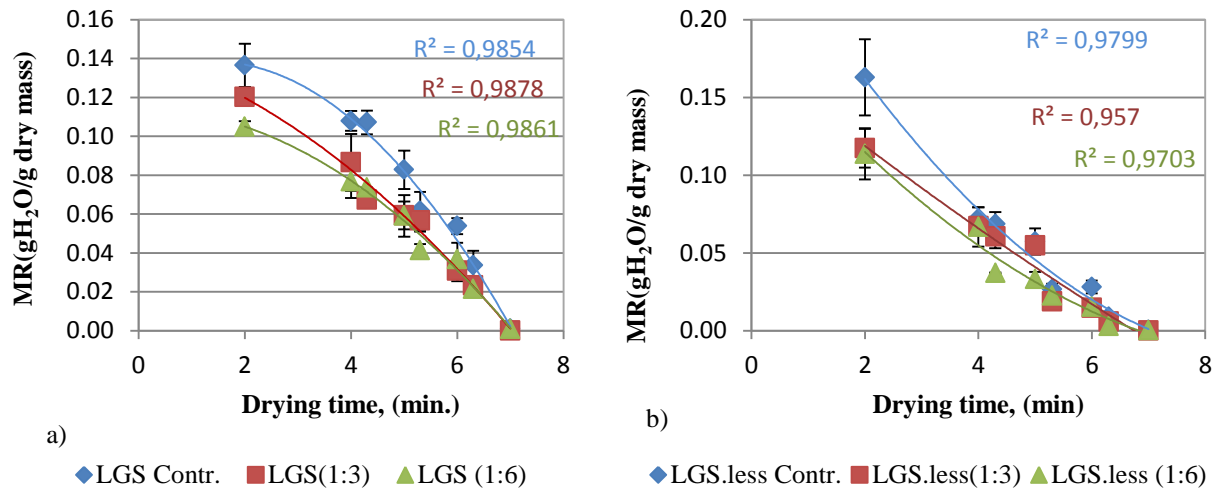 0.16
0.14
0.12
0.10
0.08
0.06
0.04
0.02
0.00
MR(gH₂O/g dry mass)
R² = 0,9854
R² = 0,9878
R² = 0,9861
0 2 4 6 8
Drying time, (min.)
a)
LGS Contr. LGS(1:3) LGS (1:6)
0.20
0.15
0.10
0.05
0.00
MR(gH₂O/g dry mass)
R² = 0,9799
R² = 0,957
R² = 0,9703
0 2 4 6 8
Drying time, (min)
b)
LGS.less Contr. LGS.less(1:3) LGS.less (1:6)